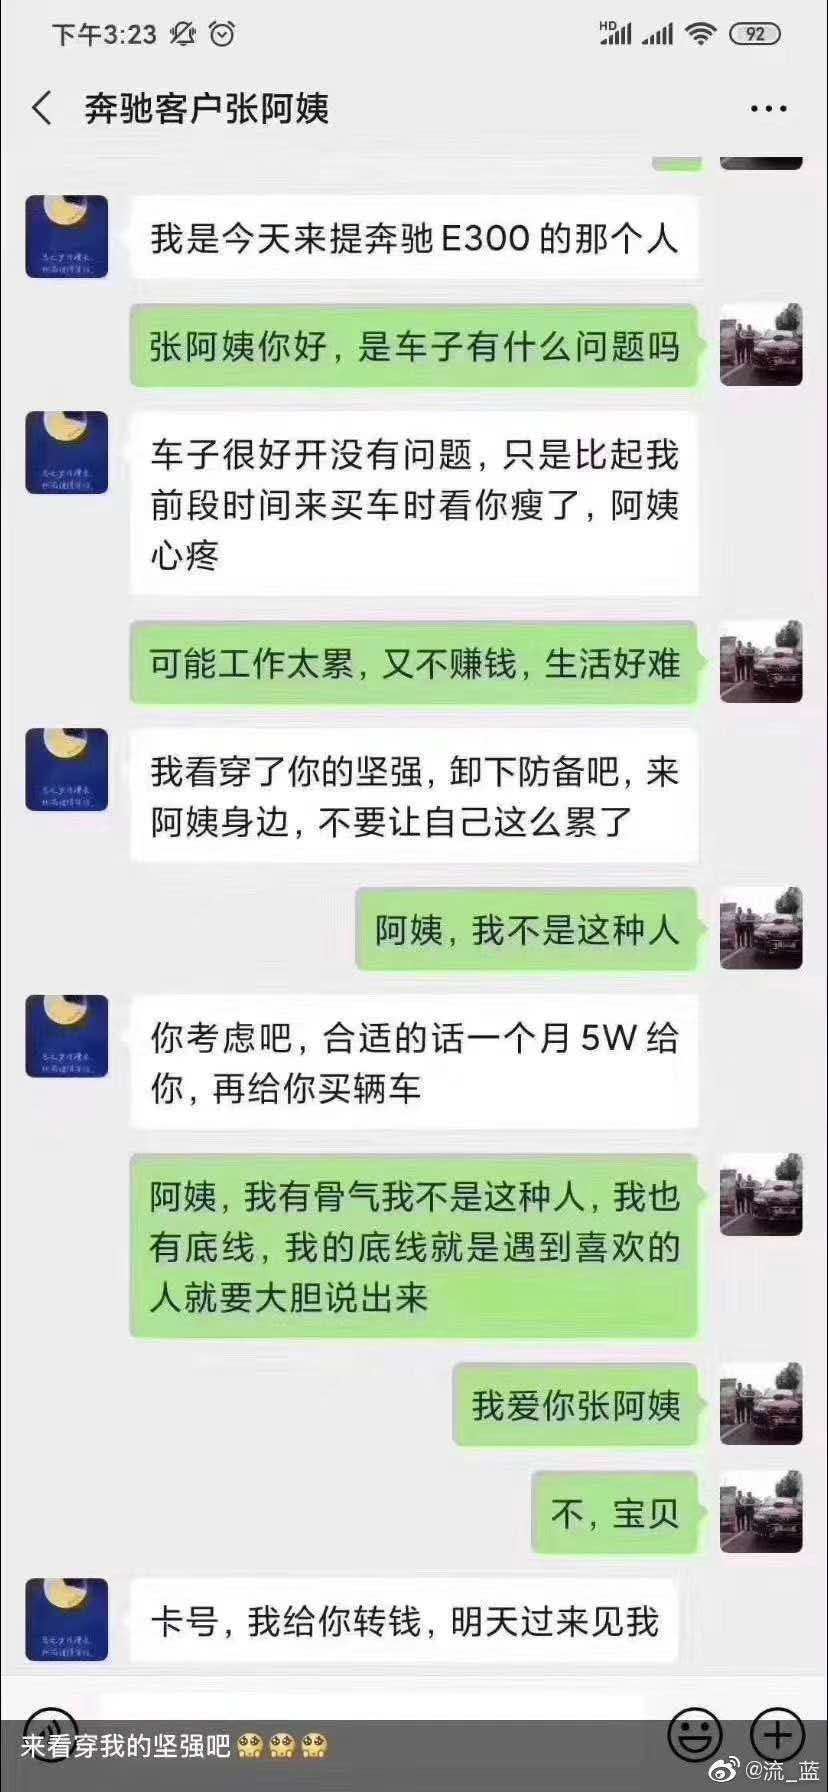 下午3:23
HD
92
奔驰客户张阿姨
我是今天来提奔驰E300的那个人
张阿姨你好，是车子有什么问题吗
车子很好开没有问题，只是比起我
前段时间来买车时看你瘦了，阿姨
心疼
可能工作太累，又不赚钱，生活好难
我看穿了你的坚强，卸下防备吧，来
阿姨身边，不要让自己这么累了
阿姨，我不是这种人
你考虑吧，合适的话一个月5W给
你，再给你买辆车
阿姨，我有骨气我不是这种人，我也
有底线，我的底线就是遇到喜欢的
人就要大胆说出来
我爱你张阿姨
不，宝贝
卡号，我给你转钱，明天过来见我
来看穿我的坚强吧🥺🥺🥺
@流_蓝